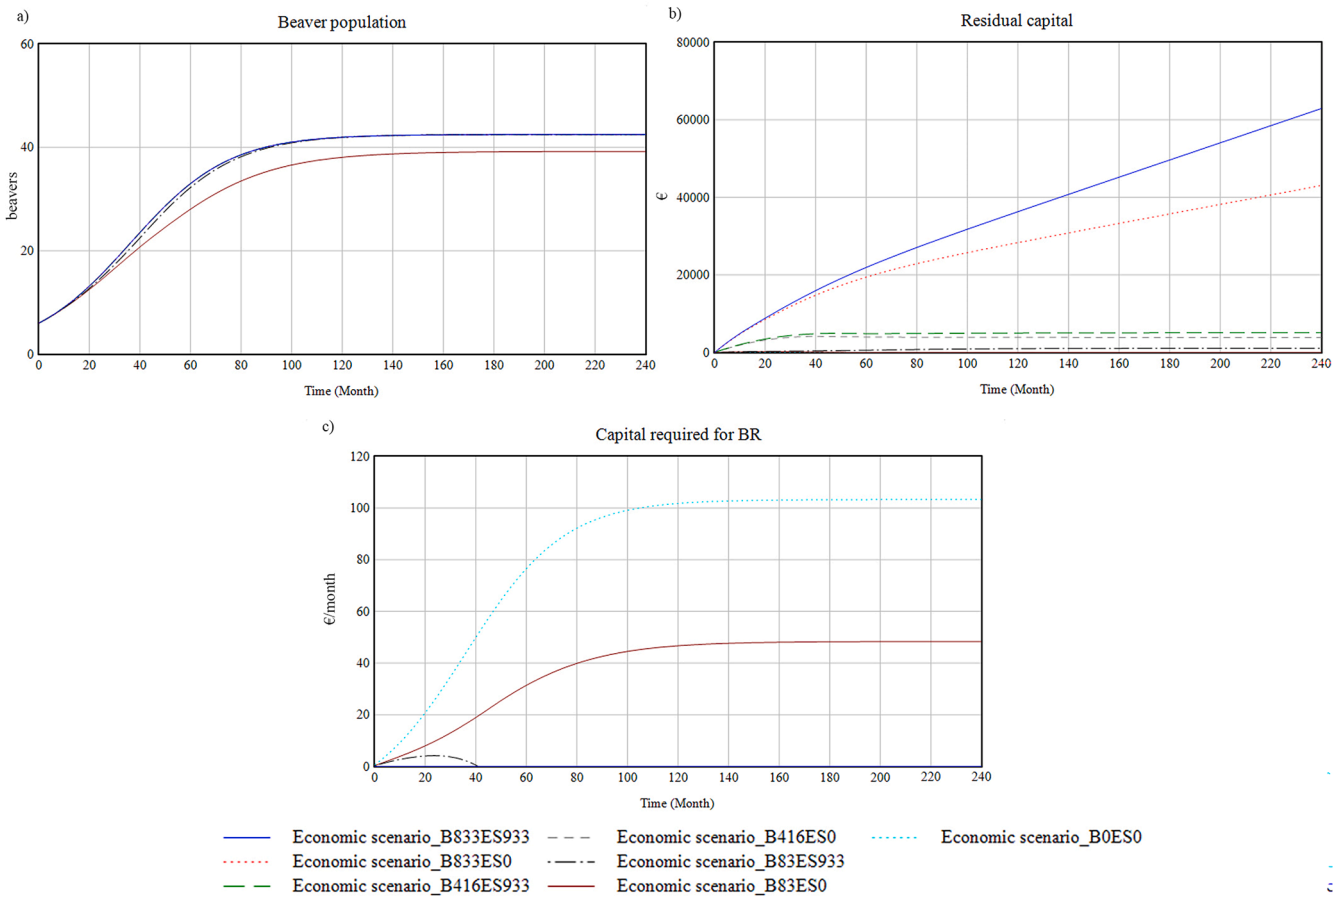 a)
Beaver population
60
40
20
0
beavers
0 20 40 60 80 100 120 140 160 180 200 220 240
Time (Month)
b)
Residual capital
80000
60000
40000
20000
0
€
0 20 40 60 80 100 120 140 160 180 200 220 240
Time (Month)
c)
Capital required for BR
120
100
80
60
40
20
0
€/month
0 20 40 60 80 100 120 140 160 180 200 220 240
Time (Month)
Economic scenario_B833ES933
Economic scenario_B416ES0
Economic scenario_B0ES0
Economic scenario_B833ES0
Economic scenario_B83ES933
Economic scenario_B416ES933
Economic scenario_B83ES0